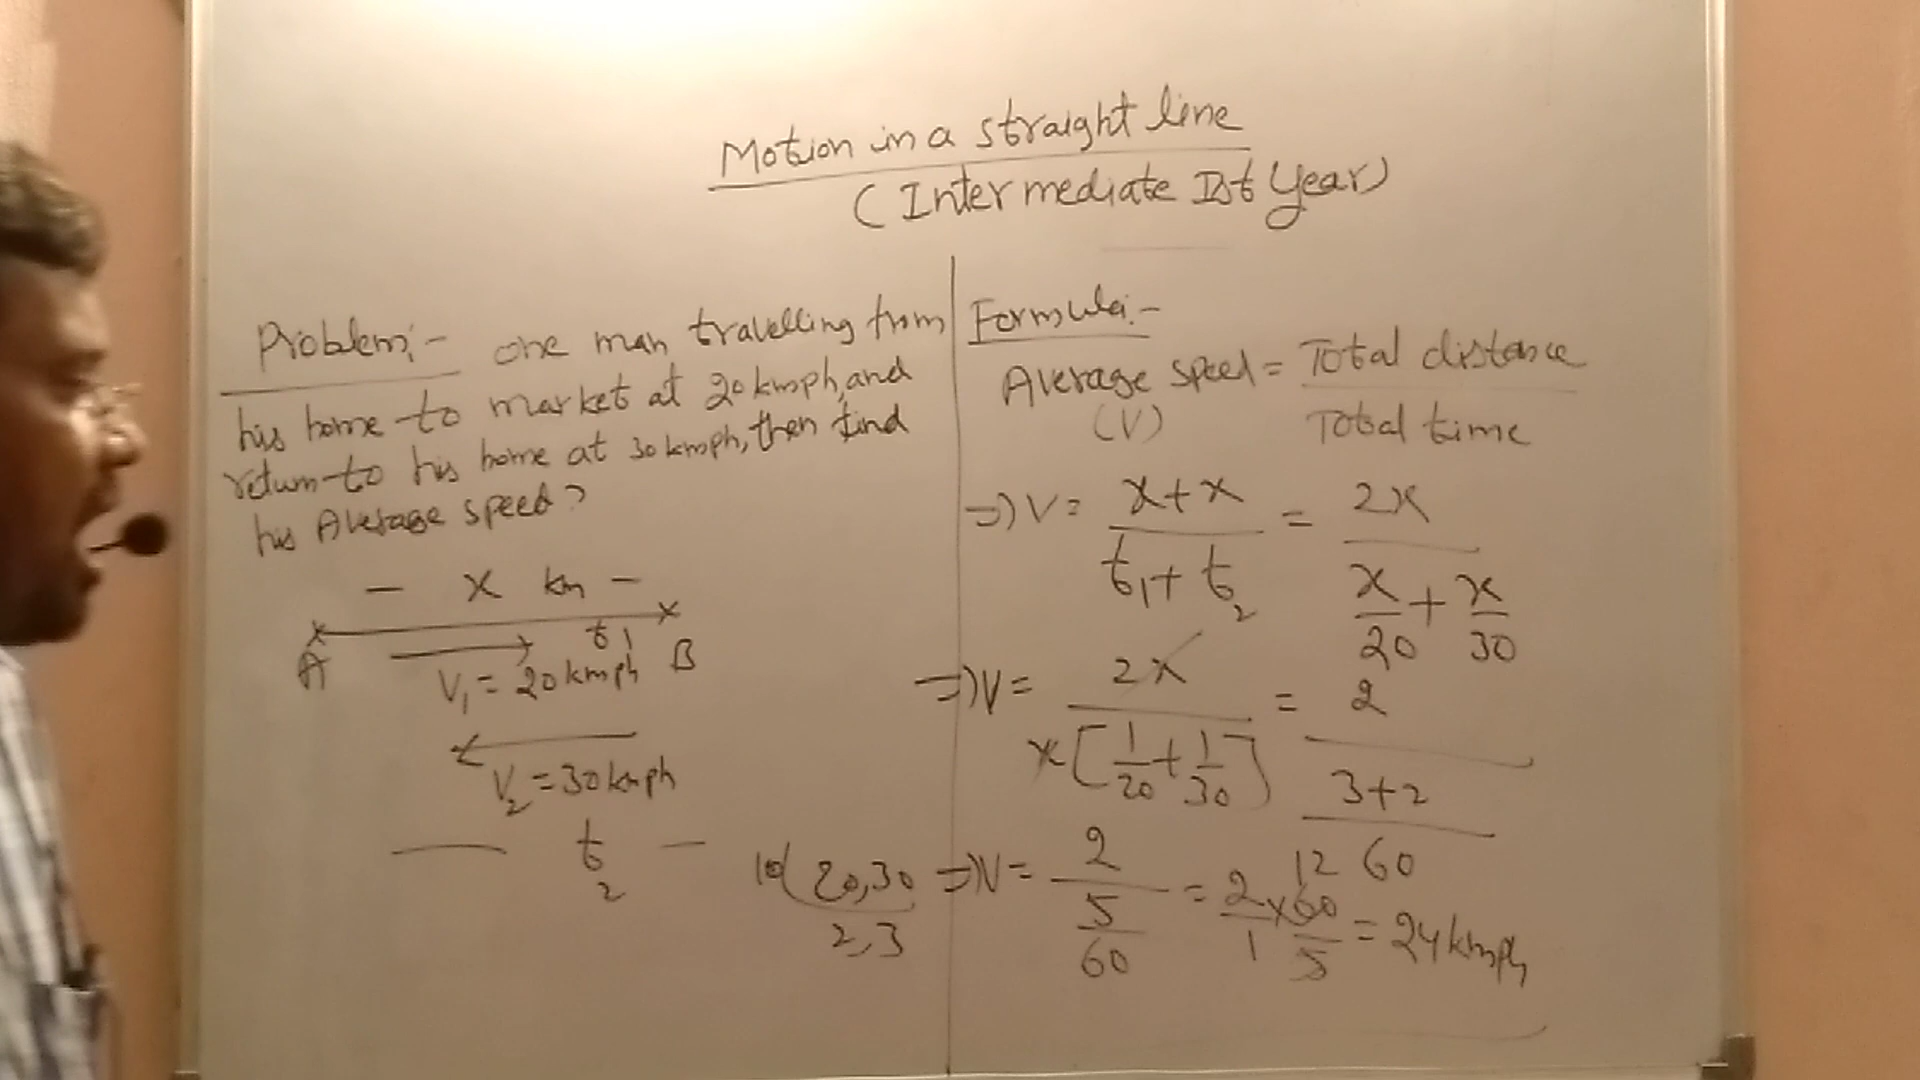 Motion in a straight line
(Intermediate Ist Year)
Problem:- one man travelling from
his home to market at 20 kmph, and
return to his home at 30 kmph, then find
his Average speed?
- x km -
A t1 B
V1 = 20 kmph
V2 = 30 kmph
— t2 —
Formula:-
Average speed = Total distance
(V) Total time
=> V = x+x = 2x
t1+t2 x/20 + x/30
=> V = 2x = 2
x[1/20 + 1/30] 3+2
60
10(20,30
2,3
=> V = 2 = 2/1 x 60/5 = 24 kmph
5 12
60